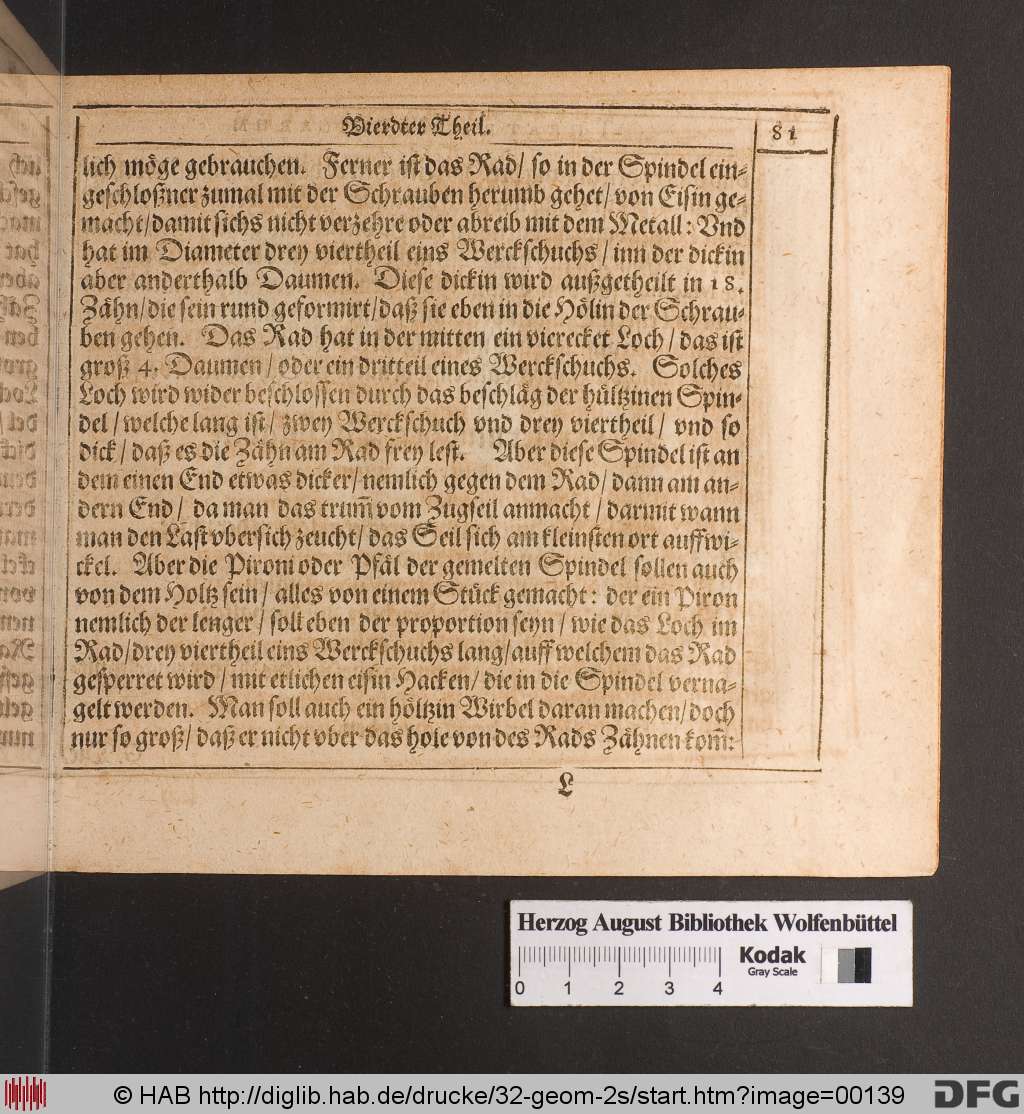 Vierdter Theil.
81
lich möge gebrauchen. Ferner ist das Rad/ so in der Spindel ein-
geschloßner zumal mit der Schrauben herumb gehet/ von Eisin ge-
macht/ damit sichs nicht verzehre oder abreib mit dem Metall: Vnd
hat im Diameter drey viertheil eins Werckschuchs/ inn der dickin
aber anderthalb Daumen. Diese dickin wird außgetheilt in 18.
Zähn/ die sein rund geformirt/ daß sie eben in die Hölin der Schrau-
ben gehen. Das Rad hat in der mitten ein vierecket Loch/ das ist
groß 4. Daumen/ oder ein dritteil eines Werckschuchs. Solches
Loch wird wider beschlossen durch das beschläg der hültzinen Spin-
del/ welche lang ist/ zwey Werckschuch vnd drey viertheil/ vnd so
dick/ daß es die Zähn am Rad frey lest. Aber diese Spindel ist an
dem einen End etwas dicker/ nemlich gegen dem Rad/ dann am an-
dern End/ da man das trum̃ vom Zugseil anmacht/ darmit wann
man den Last vbersich zeucht/ das Seil sich am kleinsten ort auffwi-
ckel. Aber die Pironi oder Pfäl der gemelten Spindel sollen auch
von dem Holtz sein/ alles von einem Stück gemacht: der ein Piron
nemlich der lenger/ soll eben der proportion seyn/ wie das Loch im
Rad/ drey viertheil eins Werckschuchs lang/ auff welchem das Rad
gesperret wird/ mit etlichen eisin Hacken/ die in die Spindel verna-
gelt werden. Man soll auch ein höltzin Wirbel daran machen/ doch
nur so groß/ daß er nicht vber das hole von des Rads Zähnen kom̃:
L
Herzog August Bibliothek Wolfenbüttel
Kodak
Gray Scale
0 1 2 3 4
© HAB http://diglib.hab.de/drucke/32-geom-2s/start.htm?image=00139
DFG